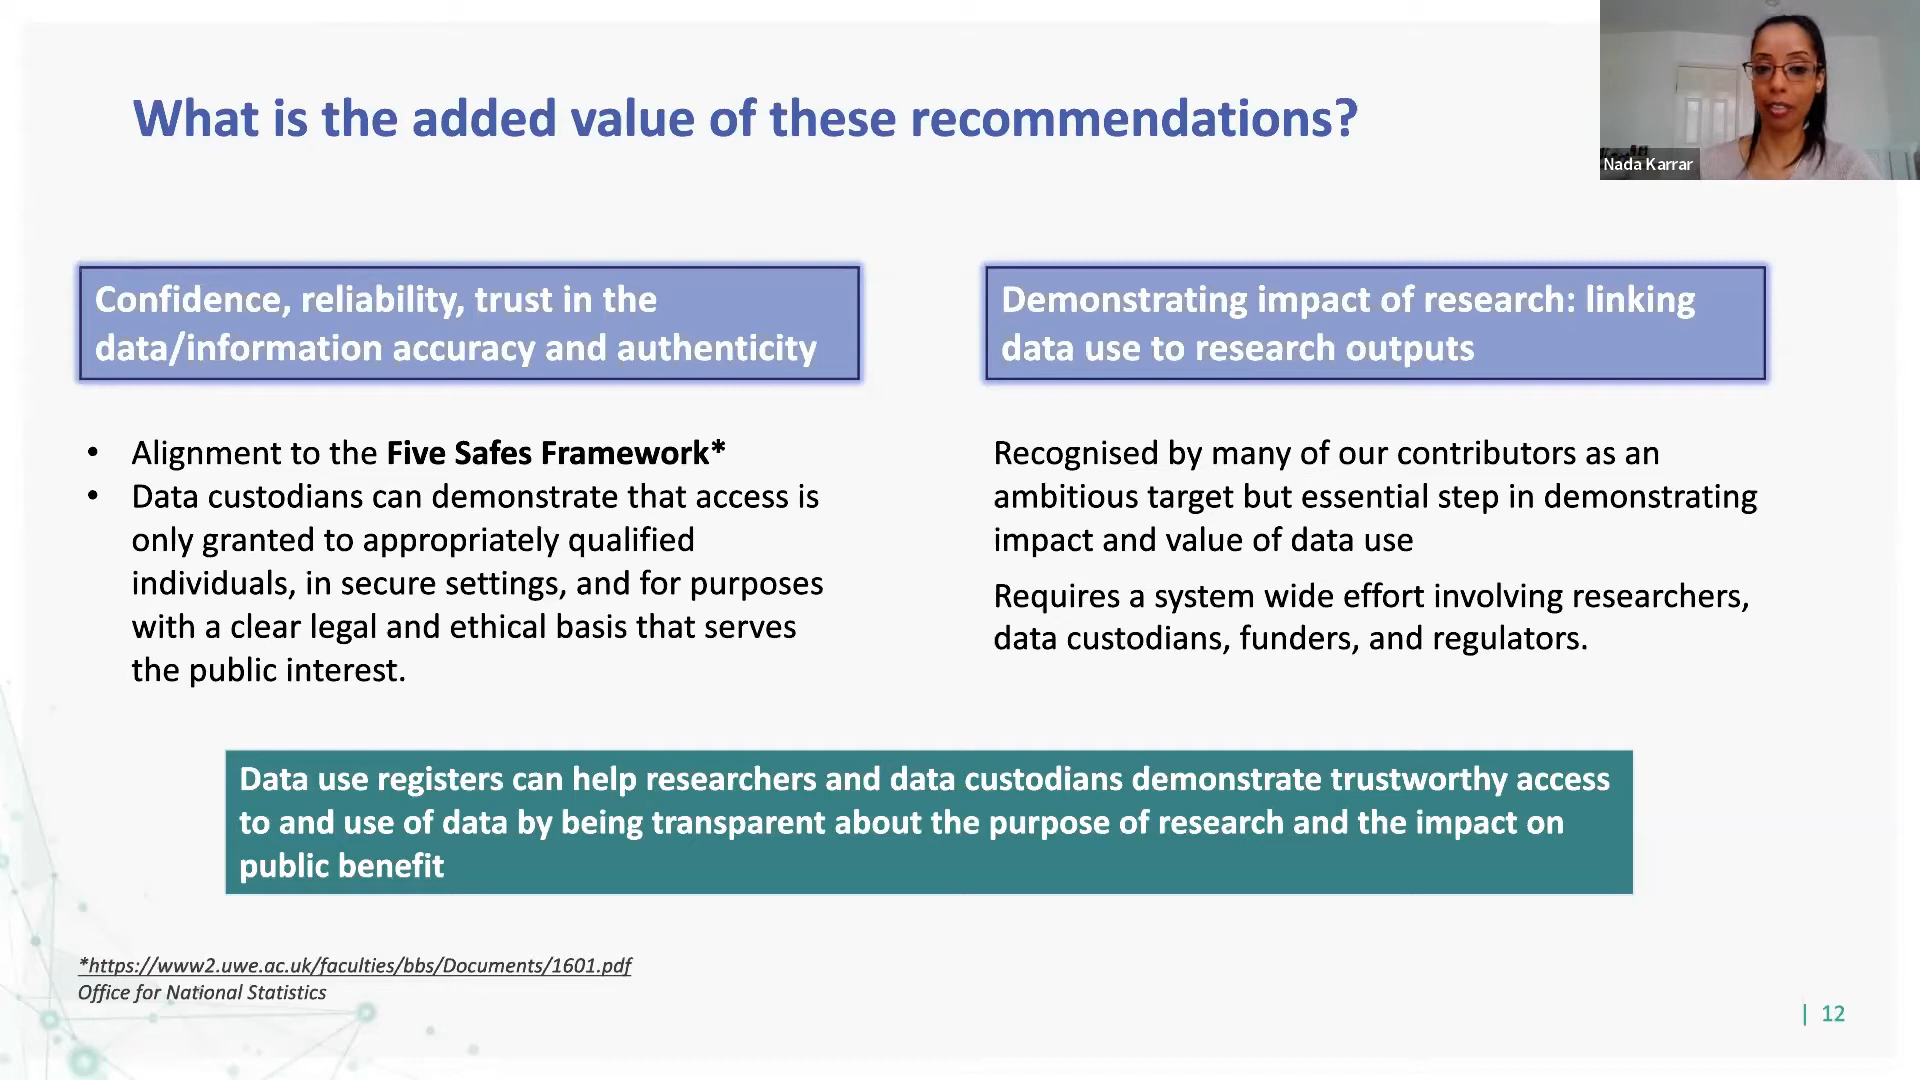 What is the added value of these recommendations?
Nada Karrar
Confidence, reliability, trust in the
data/information accuracy and authenticity
• Alignment to the Five Safes Framework*
• Data custodians can demonstrate that access is
only granted to appropriately qualified
individuals, in secure settings, and for purposes
with a clear legal and ethical basis that serves
the public interest.
Demonstrating impact of research: linking
data use to research outputs
Recognised by many of our contributors as an
ambitious target but essential step in demonstrating
impact and value of data use
Requires a system wide effort involving researchers,
data custodians, funders, and regulators.
Data use registers can help researchers and data custodians demonstrate trustworthy access
to and use of data by being transparent about the purpose of research and the impact on
public benefit
*https://www2.uwe.ac.uk/faculties/bbs/Documents/1601.pdf
Office for National Statistics
| 12